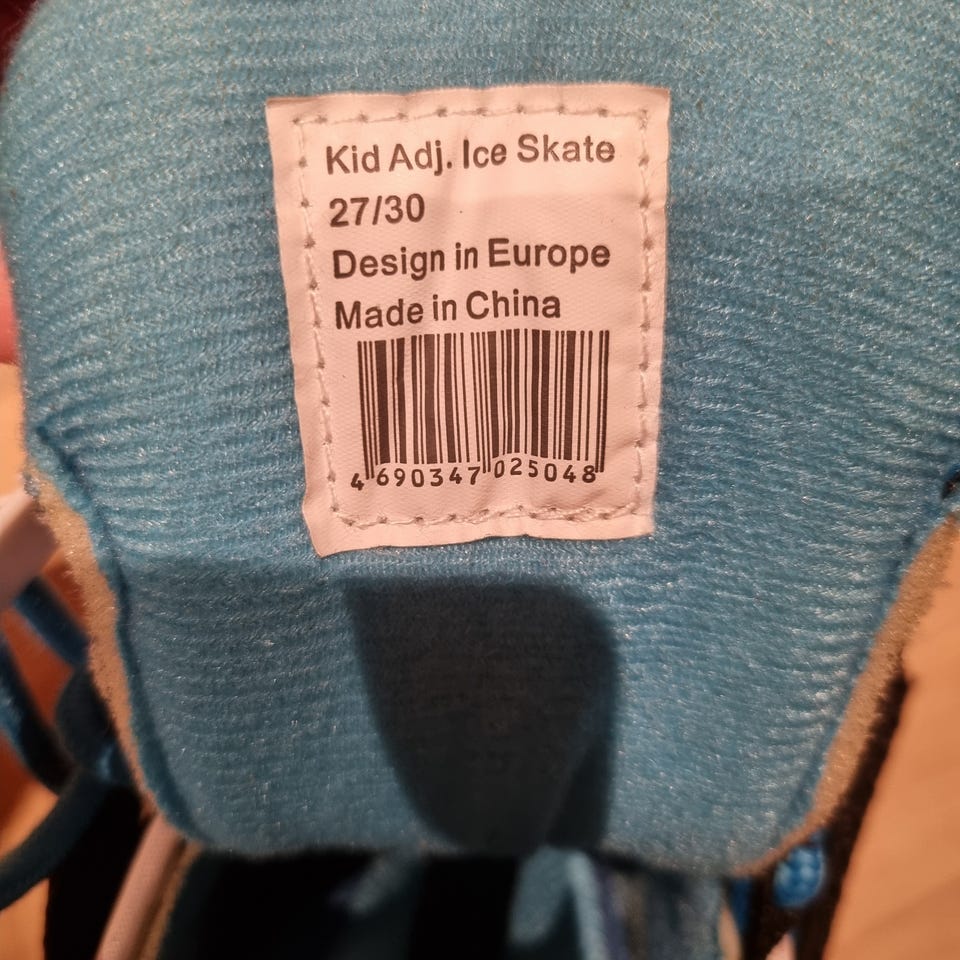 Kid Adj. Ice Skate
27/30
Design in Europe
Made in China
4 690347 025048